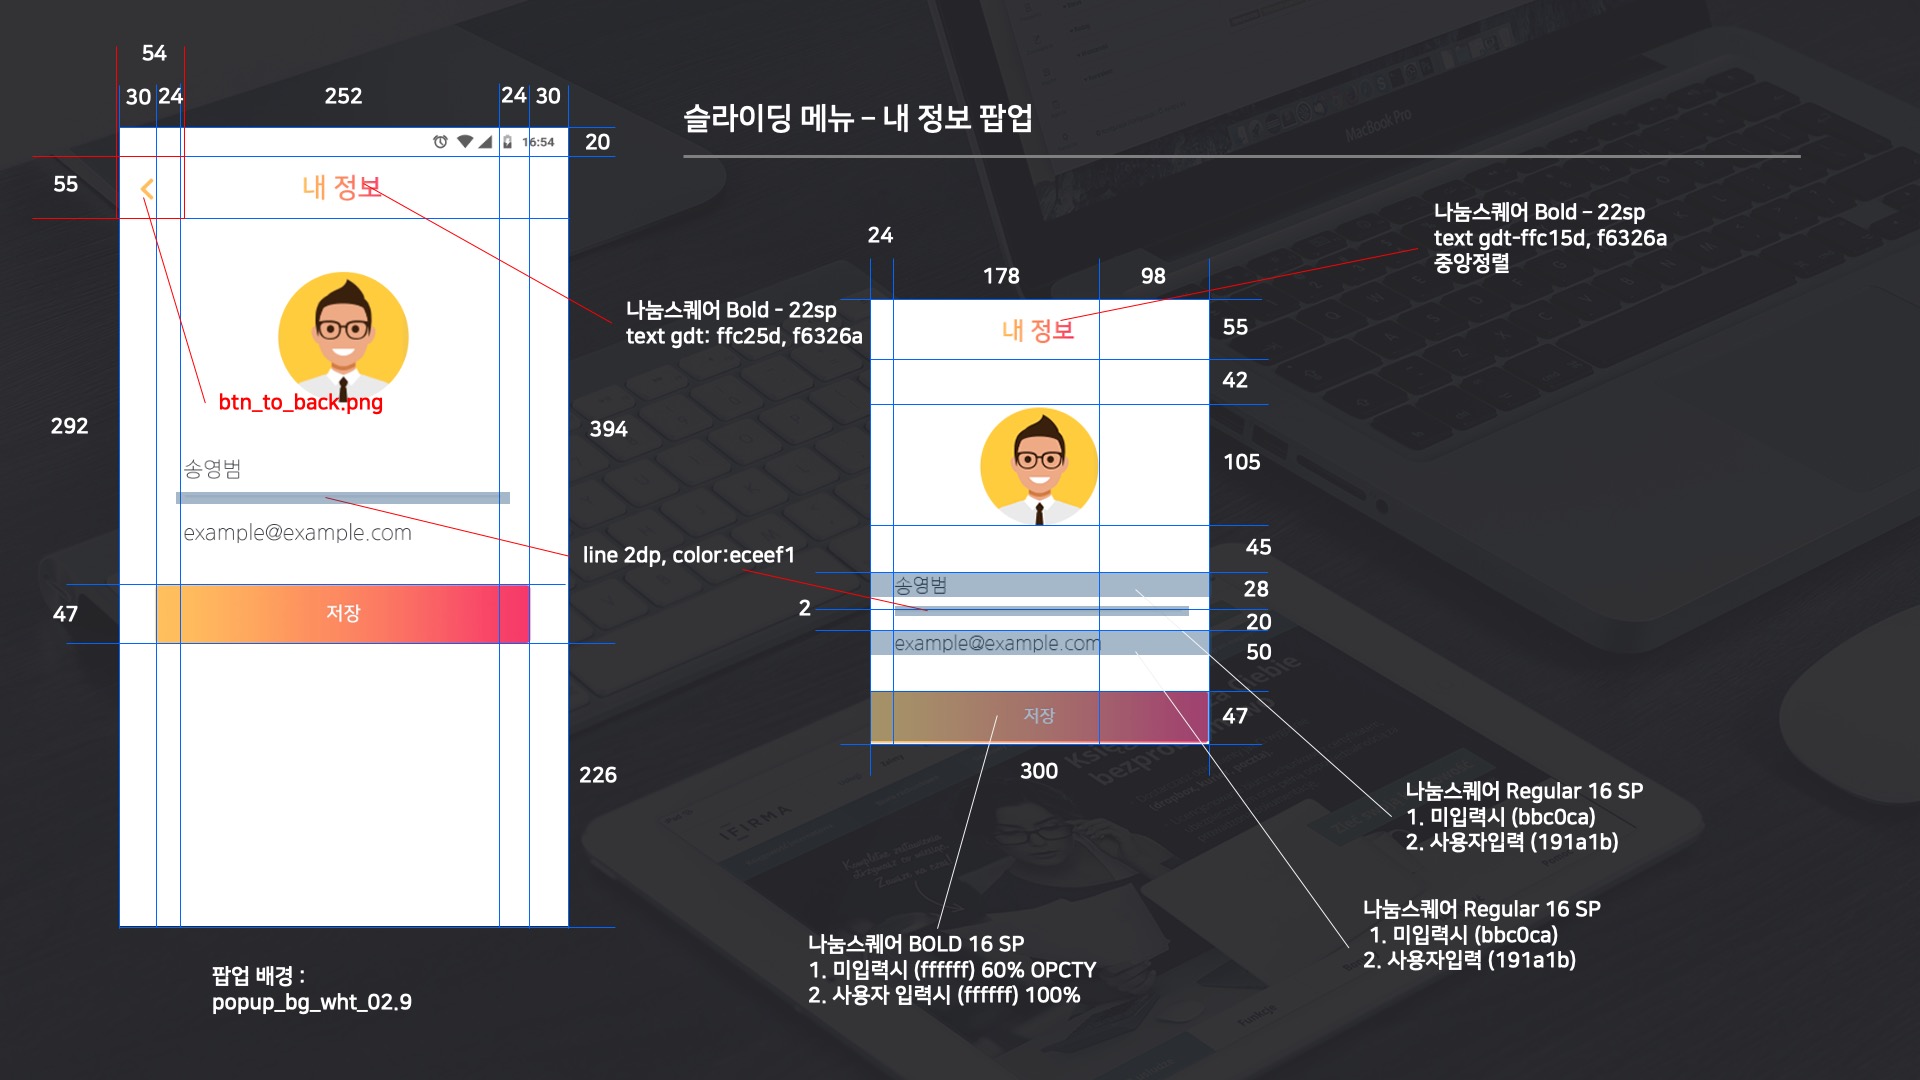 슬라이딩 메뉴 – 내 정보 팝업
54
30 24 252 24 30
16:54
20
55
내 정보
btn_to_back.png
292
394
송영범
example@example.com
47
저장
226
팝업 배경 :
popup_bg_wht_02.9
나눔스퀘어 Bold - 22sp
text gdt: ffc25d, f6326a
line 2dp, color:eceef1
24
178 98
내 정보
55
42
105
45
송영범
28
2
20
example@example.com
50
저장
47
300
나눔스퀘어 Bold – 22sp
text gdt-ffc15d, f6326a
중앙정렬
나눔스퀘어 Regular 16 SP
1. 미입력시 (bbc0ca)
2. 사용자입력 (191a1b)
나눔스퀘어 Regular 16 SP
1. 미입력시 (bbc0ca)
2. 사용자입력 (191a1b)
나눔스퀘어 BOLD 16 SP
1. 미입력시 (ffffff) 60% OPCTY
2. 사용자 입력시 (ffffff) 100%
MacBook Pro
IFIRMA
bezpro